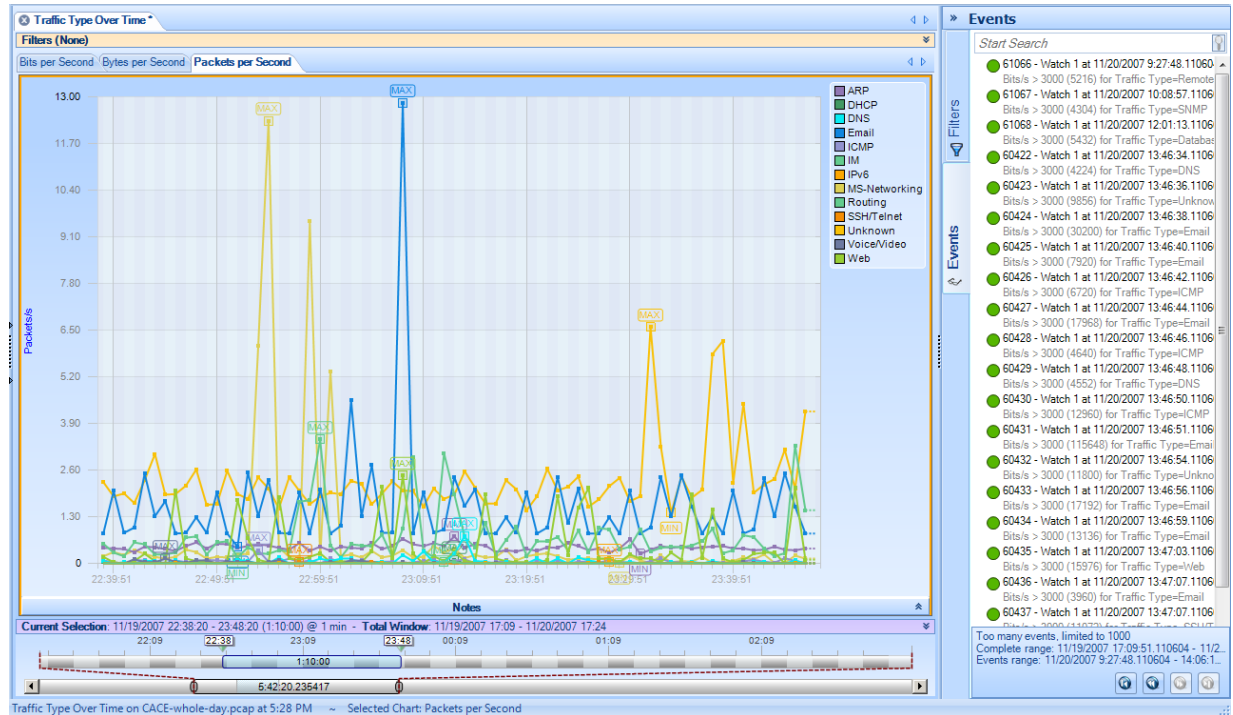 Traffic Type Over Time *
Filters (None)
Bits per Second Bytes per Second Packets per Second
Packets/s
13.00
11.70
10.40
9.10
7.80
6.50
5.20
3.90
2.60
1.30
0
MAX
MAX
MAX
MAX
MAX
MAX
MAX
MAX
MIN
MIN
MIN
22:39:51 22:49:51 22:59:51 23:09:51 23:19:51 23:29:51 23:39:51
ARP
DHCP
DNS
Email
ICMP
IM
IPv6
MS-Networking
Routing
SSH/Telnet
Unknown
Voice/Video
Web
Notes
Current Selection: 11/19/2007 22:38:20 - 23:48:20 (1:10:00) @ 1 min - Total Window: 11/19/2007 17:09 - 11/20/2007 17:24
22:09 22:38 23:09 23:48 00:09 01:09 02:09
1:10:00
5:42:20.235417
Traffic Type Over Time on CACE-whole-day.pcap at 5:28 PM ~ Selected Chart: Packets per Second
Filters
Events
» Events
Start Search
61066 - Watch 1 at 11/20/2007 9:27:48.11060
Bits/s > 3000 (5216) for Traffic Type=Remote
61067 - Watch 1 at 11/20/2007 10:08:57.1106
Bits/s > 3000 (4304) for Traffic Type=SNMP
61068 - Watch 1 at 11/20/2007 12:01:13.1106
Bits/s > 3000 (5432) for Traffic Type=Databas
60422 - Watch 1 at 11/20/2007 13:46:34.1106
Bits/s > 3000 (4224) for Traffic Type=DNS
60423 - Watch 1 at 11/20/2007 13:46:36.1106
Bits/s > 3000 (9856) for Traffic Type=Unknow
60424 - Watch 1 at 11/20/2007 13:46:38.1106
Bits/s > 3000 (30200) for Traffic Type=Email
60425 - Watch 1 at 11/20/2007 13:46:40.1106
Bits/s > 3000 (7920) for Traffic Type=Email
60426 - Watch 1 at 11/20/2007 13:46:42.1106
Bits/s > 3000 (6720) for Traffic Type=ICMP
60427 - Watch 1 at 11/20/2007 13:46:44.1106
Bits/s > 3000 (17968) for Traffic Type=Email
60428 - Watch 1 at 11/20/2007 13:46:46.1106
Bits/s > 3000 (4640) for Traffic Type=ICMP
60429 - Watch 1 at 11/20/2007 13:46:48.1106
Bits/s > 3000 (4552) for Traffic Type=DNS
60430 - Watch 1 at 11/20/2007 13:46:50.1106
Bits/s > 3000 (12960) for Traffic Type=ICMP
60431 - Watch 1 at 11/20/2007 13:46:51.1106
Bits/s > 3000 (115648) for Traffic Type=Emai
60432 - Watch 1 at 11/20/2007 13:46:54.1106
Bits/s > 3000 (11800) for Traffic Type=Unkno
60433 - Watch 1 at 11/20/2007 13:46:56.1106
Bits/s > 3000 (17192) for Traffic Type=Email
60434 - Watch 1 at 11/20/2007 13:46:59.1106
Bits/s > 3000 (13136) for Traffic Type=Email
60435 - Watch 1 at 11/20/2007 13:47:03.1106
Bits/s > 3000 (15976) for Traffic Type=Web
60436 - Watch 1 at 11/20/2007 13:47:07.1106
Bits/s > 3000 (3960) for Traffic Type=Email
60437 - Watch 1 at 11/20/2007 13:47:07.1106
Too many events, limited to 1000
Complete range: 11/19/2007 17:09:51.110604 - 11/2...
Events range: 11/20/2007 9:27:48.110604 - 14:06:1...